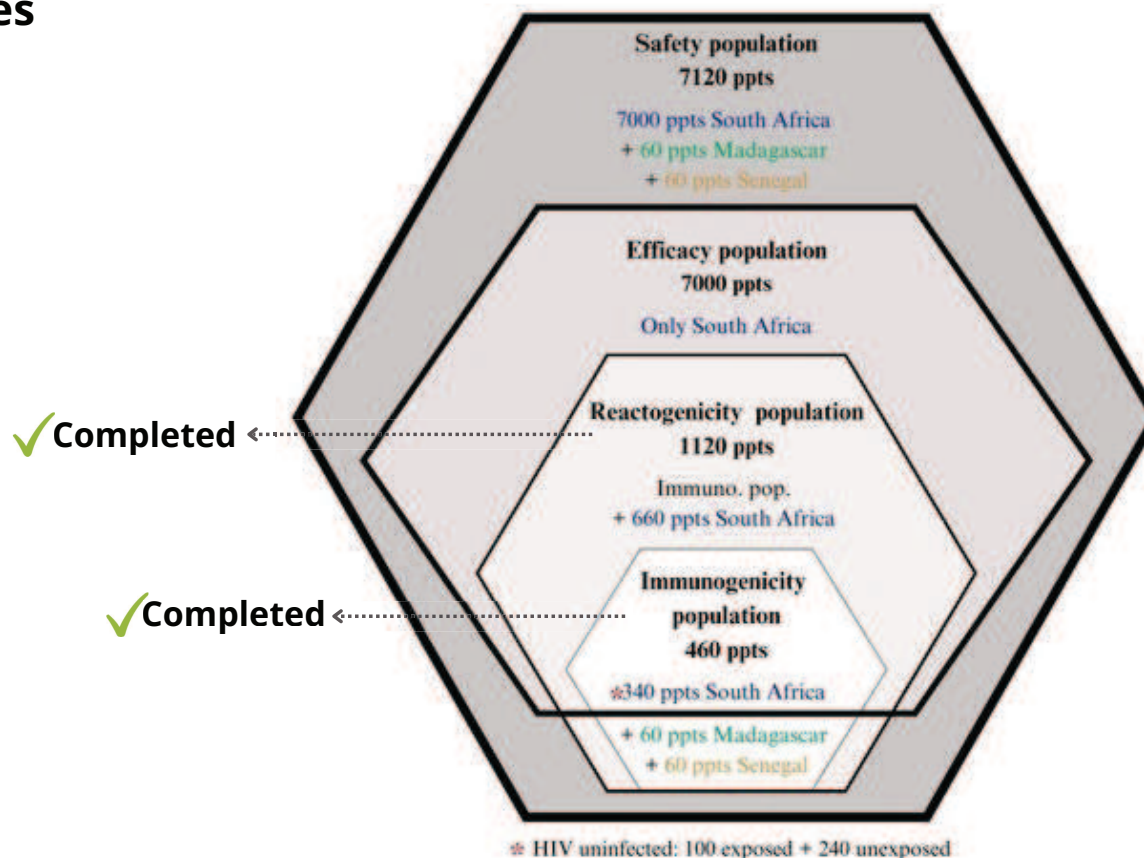 es
Safety population
7120 ppts
7000 ppts South Africa
+ 60 ppts Madagascar
+ 60 ppts Senegal
Efficacy population
7000 ppts
Only South Africa
Reactogenicity population
1120 ppts
✓Completed
Immuno. pop.
+ 660 ppts South Africa
Immunogenicity
population
460 ppts
✓Completed
*340 ppts South Africa
+ 60 ppts Madagascar
+ 60 ppts Senegal
* HIV uninfected: 100 exposed + 240 unexposed